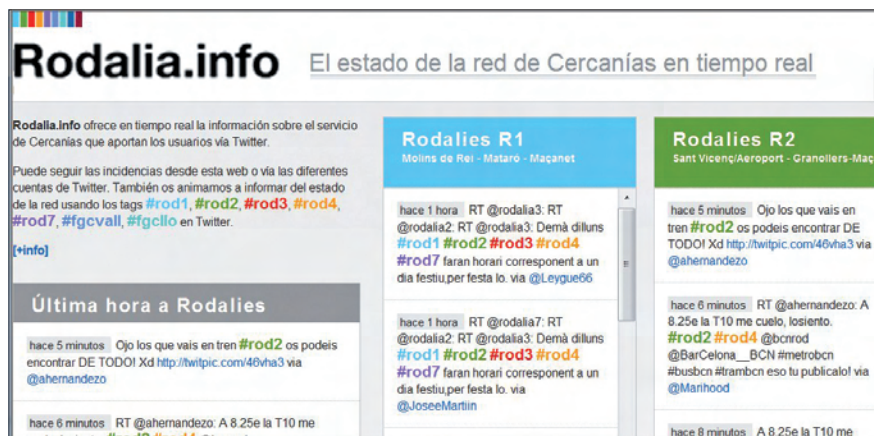 Rodalia.info
El estado de la red de Cercanías en tiempo real
Rodalia.info ofrece en tiempo real la información sobre el servicio
de Cercanías que aportan los usuarios vía Twitter.
Puede seguir las incidencias desde esta web o vía las diferentes
cuentas de Twitter. También os animamos a informar del estado
de la red usando los tags #rod1, #rod2, #rod3, #rod4,
#rod7, #fgcvall, #fgcllo en Twitter.
[+info]
Última hora a Rodalies
hace 5 minutos Ojo los que vais en tren #rod2 os podeis
encontrar DE TODO! Xd http://twitpic.com/46vha3 via
@ahernandezo
hace 6 minutos RT @ahernandezo: A 8.25e la T10 me
Rodalies R1
Molins de Rei - Mataró - Maçanet
hace 1 hora RT @rodalia3: RT
@rodalia2: RT @rodalia3: Demà dilluns
#rod1 #rod2 #rod3 #rod4
#rod7 faran horari corresponent a un
dia festiu,per festa lo. via @Leygue66
hace 1 hora RT @rodalia7: RT
@rodalia2: RT @rodalia3: Demà dilluns
#rod1 #rod2 #rod3 #rod4
#rod7 faran horari corresponent a un
dia festiu,per festa lo. via
@JoseeMartiin
Rodalies R2
Sant Vicenç/Aeroport - Granollers-Maç
hace 5 minutos Ojo los que vais en
tren #rod2 os podeis encontrar DE
TODO! Xd http://twitpic.com/46vha3 via
@ahernandezo
hace 6 minutos RT @ahernandezo: A
8.25e la T10 me cuelo, losiento.
#rod2 #rod4 @bcnrod
@BarCelona__BCN #metrobcn
#busbcn #trambcn eso tu publicalo! via
@Marihood
hace 8 minutos A 8.25e la T10 me